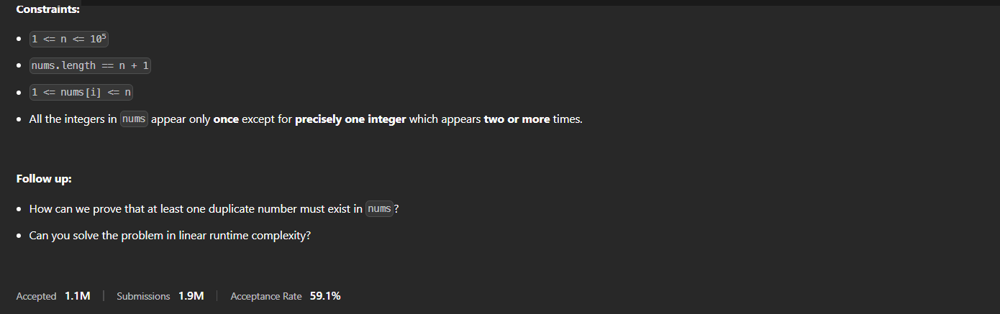 Constraints:
1 <= n <= 10⁵
nums.length == n + 1
1 <= nums[i] <= n
All the integers in nums appear only once except for precisely one integer which appears two or more times.
Follow up:
How can we prove that at least one duplicate number must exist in nums?
Can you solve the problem in linear runtime complexity?
Accepted 1.1M | Submissions 1.9M | Acceptance Rate 59.1%